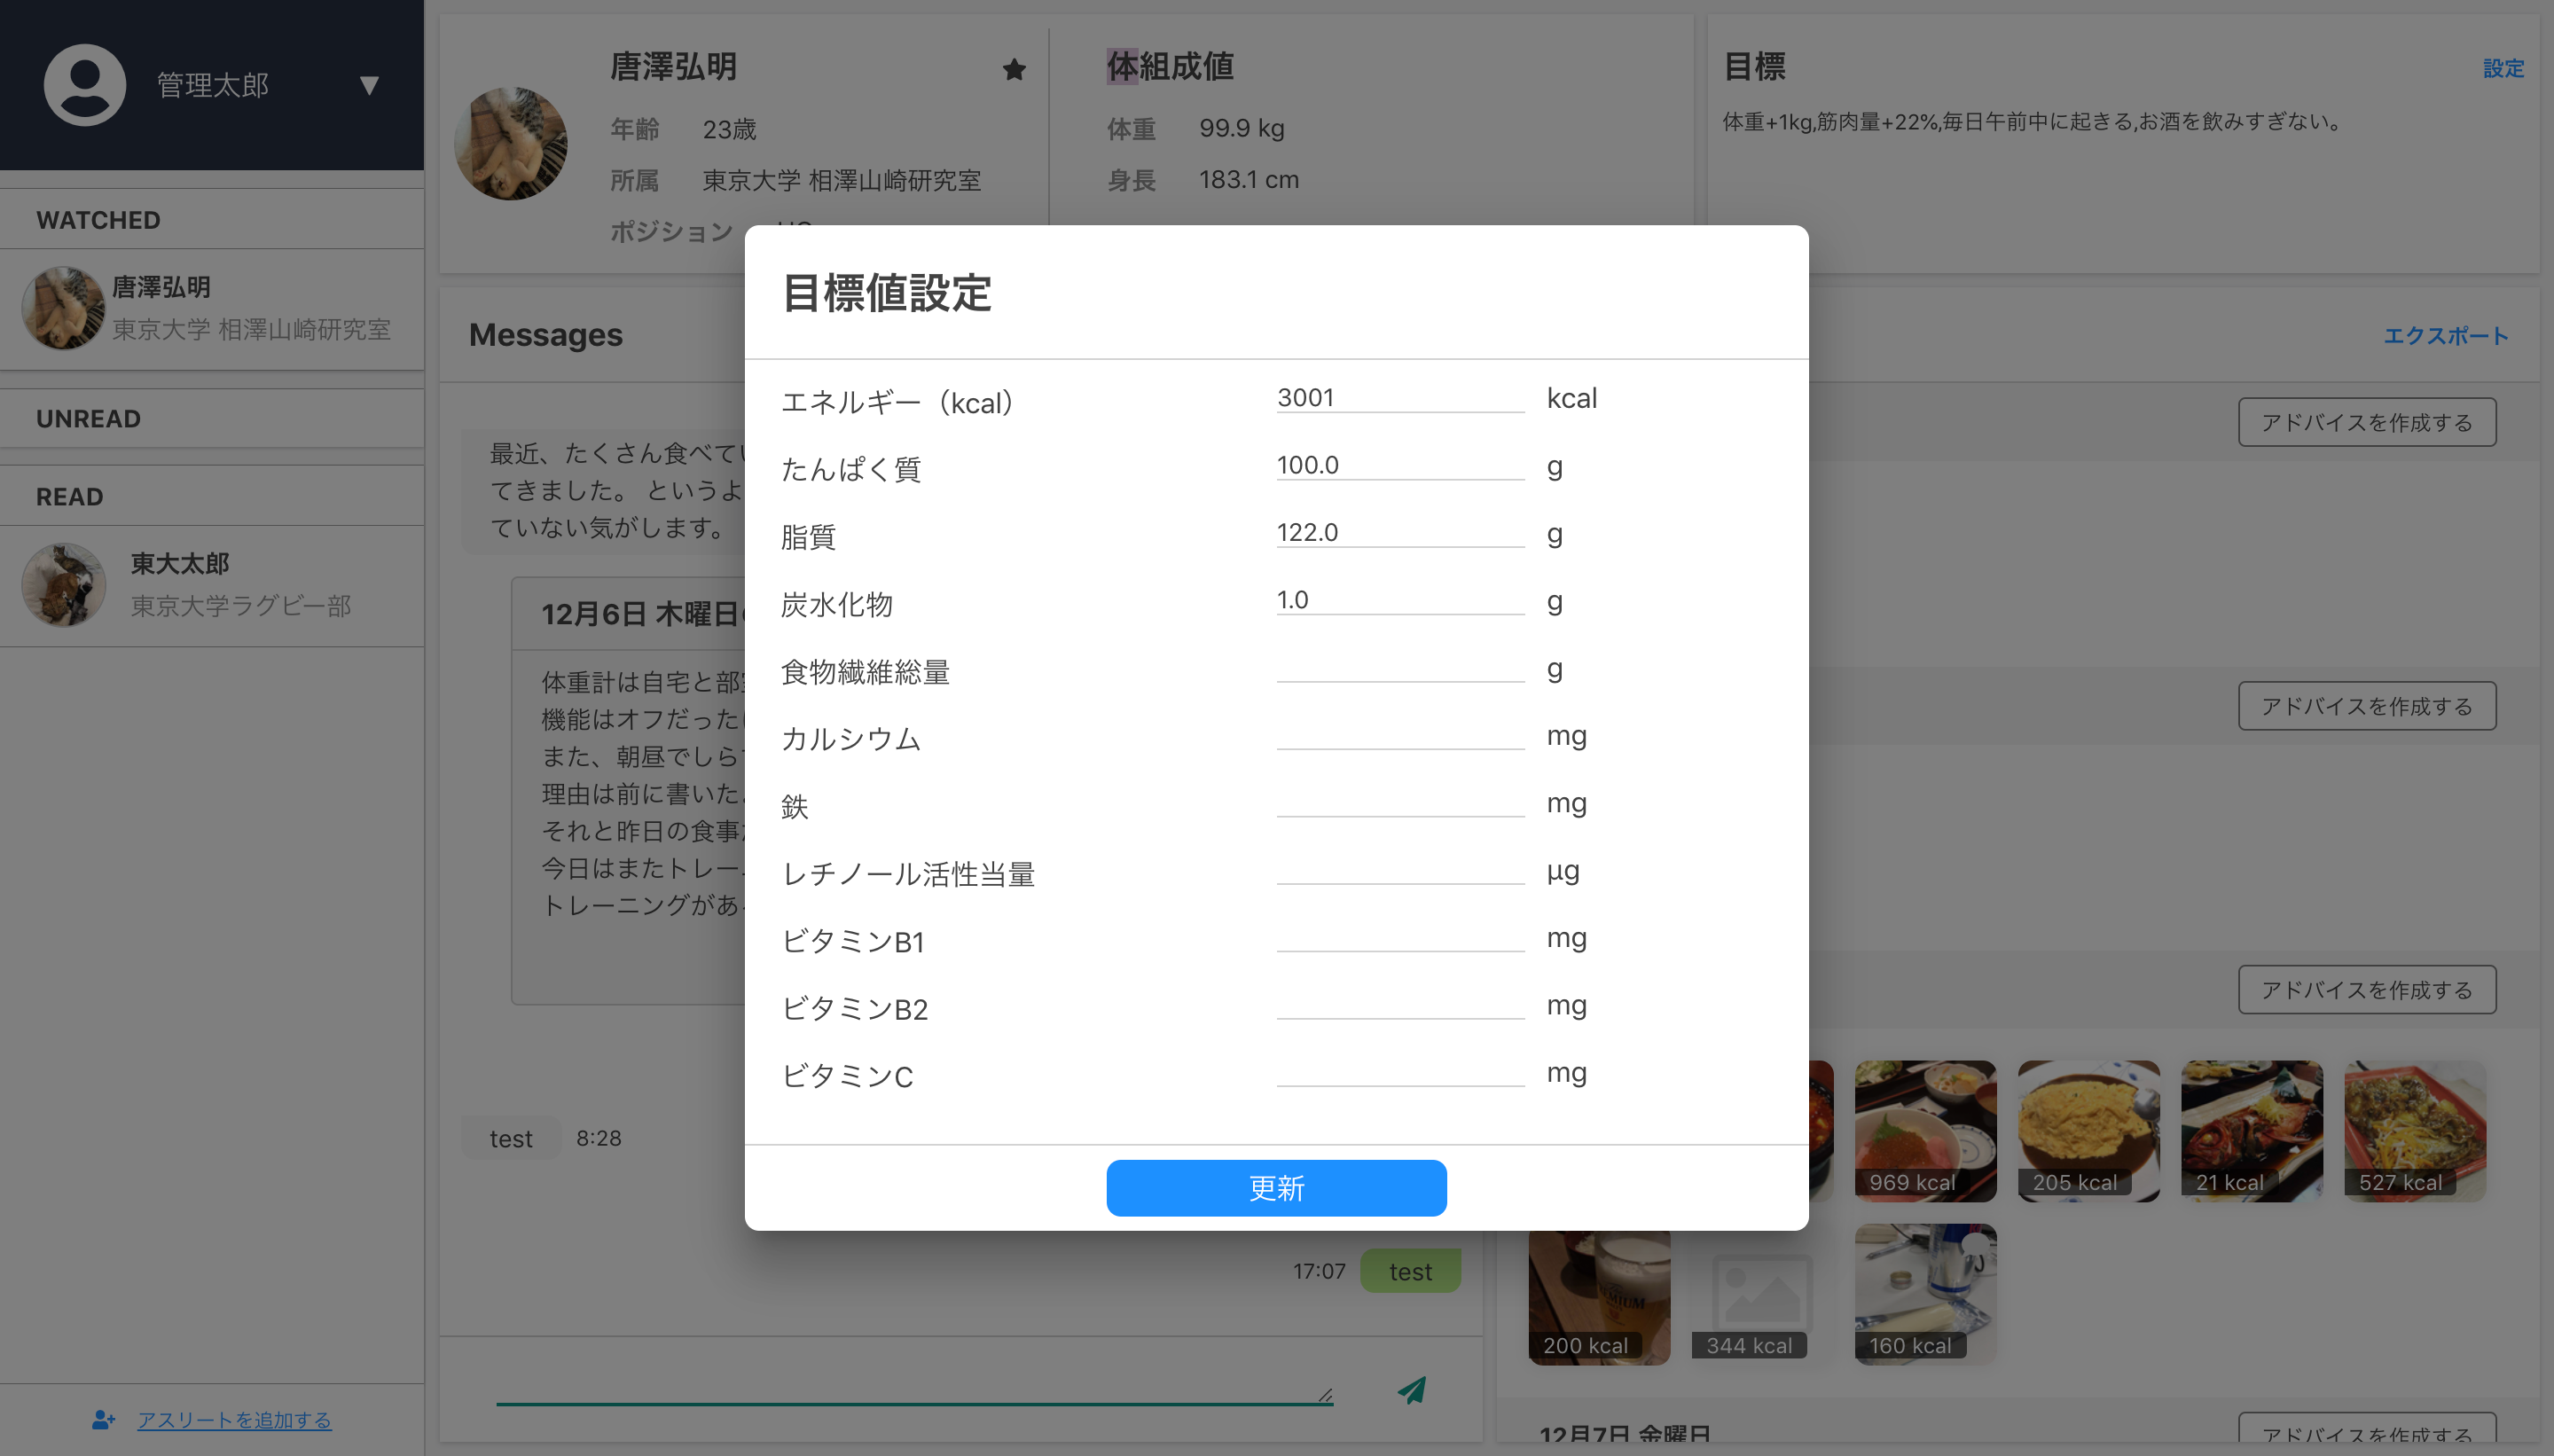 管理太郎 ▼
WATCHED
唐澤弘明
東京大学 相澤山崎研究室
UNREAD
READ
東大太郎
東京大学ラグビー部
アスリートを追加する
唐澤弘明
年齢 23歳
所属 東京大学 相澤山崎研究室
ポジション
体組成値
体重 99.9 kg
身長 183.1 cm
目標
設定
体重+1kg,筋肉量+22%,毎日午前中に起きる,お酒を飲みすぎない。
Messages
最近、たくさん食べてい
てきました。 というよ
ていない気がします。
12月6日 木曜日
体重計は自宅と部
機能はオフだった
また、朝昼でしら
理由は前に書いた
それと昨日の食事
今日はまたトレー
トレーニングがあ
test 8:28
17:07 test
目標値設定
エネルギー（kcal） 3001 kcal
たんぱく質 100.0 g
脂質 122.0 g
炭水化物 1.0 g
食物繊維総量 g
カルシウム mg
鉄 mg
レチノール活性当量 μg
ビタミンB1 mg
ビタミンB2 mg
ビタミンC mg
更新
エクスポート
アドバイスを作成する
アドバイスを作成する
アドバイスを作成する
969 kcal
205 kcal
21 kcal
527 kcal
200 kcal
344 kcal
160 kcal
12月7日 金曜日
アドバイスを作成する